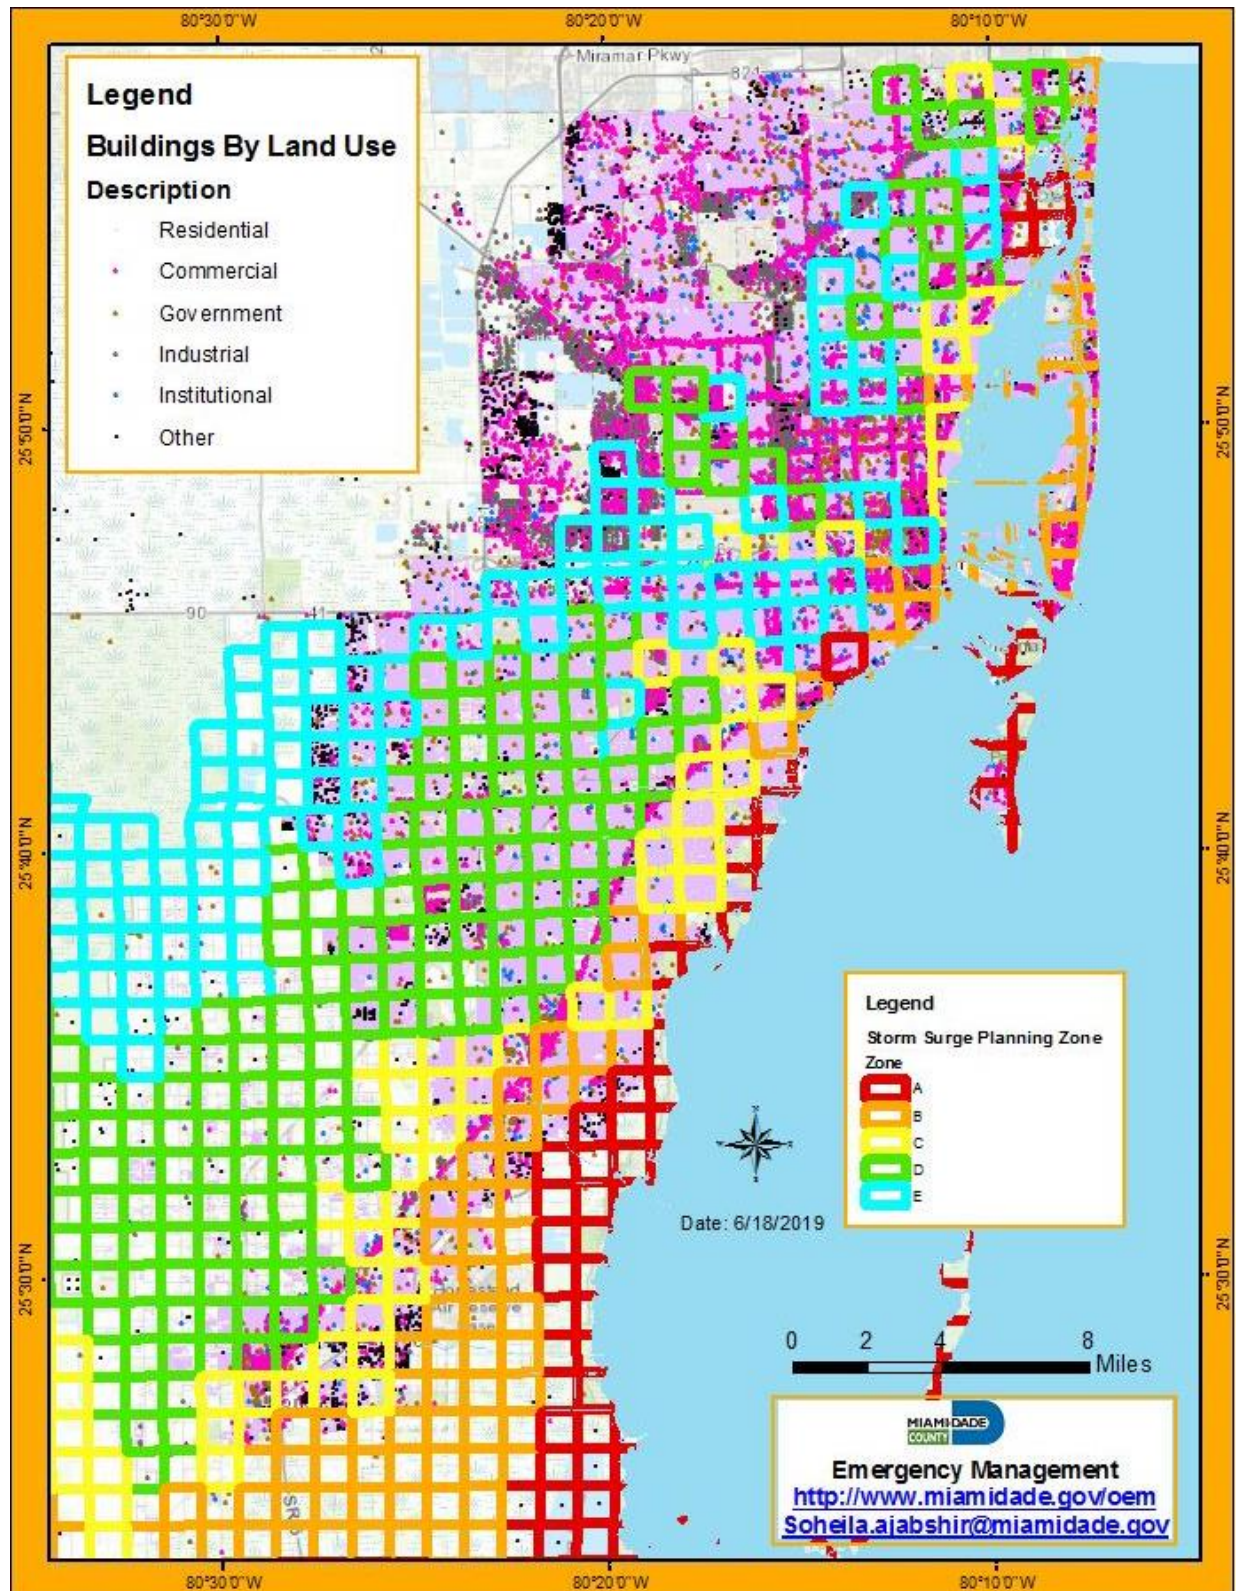 80°30'0"W 80°20'0"W 80°10'0"W
Miramar Pkwy
821
Legend
Buildings By Land Use
Description
Residential
Commercial
Government
Industrial
Institutional
Other
25°50'0"N 25°50'0"N
90 41
25°40'0"N 25°40'0"N
Legend
Storm Surge Planning Zone
Zone
A
B
C
D
E
Date: 6/18/2019
25°30'0"N 25°30'0"N
Homestead
Air Reserve
0 2 4 8
Miles
MIAMI-DADE
COUNTY
Emergency Management
http://www.miamidade.gov/oem
Soheila.ajabshir@miamidade.gov
80°30'0"W 80°20'0"W 80°10'0"W